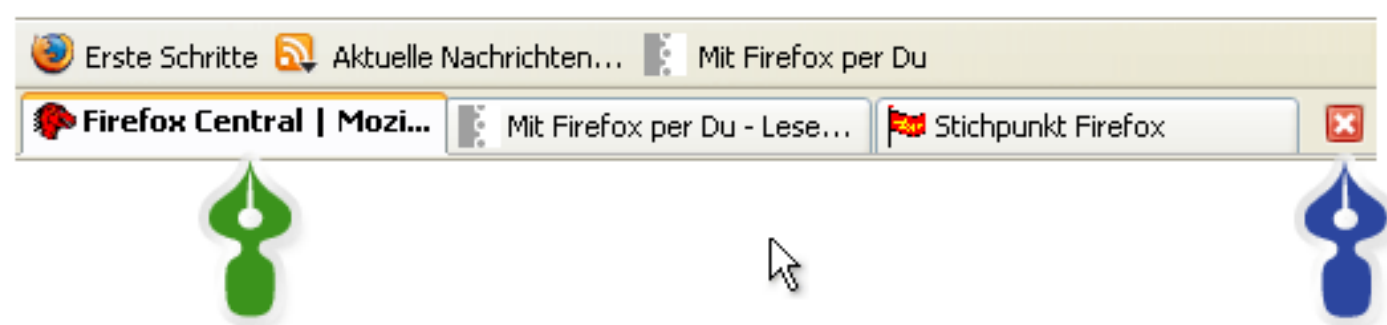 Erste Schritte Aktuelle Nachrichten... Mit Firefox per Du
Firefox Central | Mozi... Mit Firefox per Du - Lese... Stichpunkt Firefox